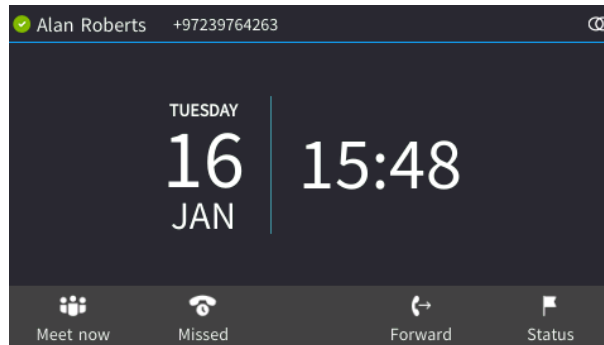 Alan Roberts +97239764263
TUESDAY
16
JAN
15:48
Meet now Missed Forward Status